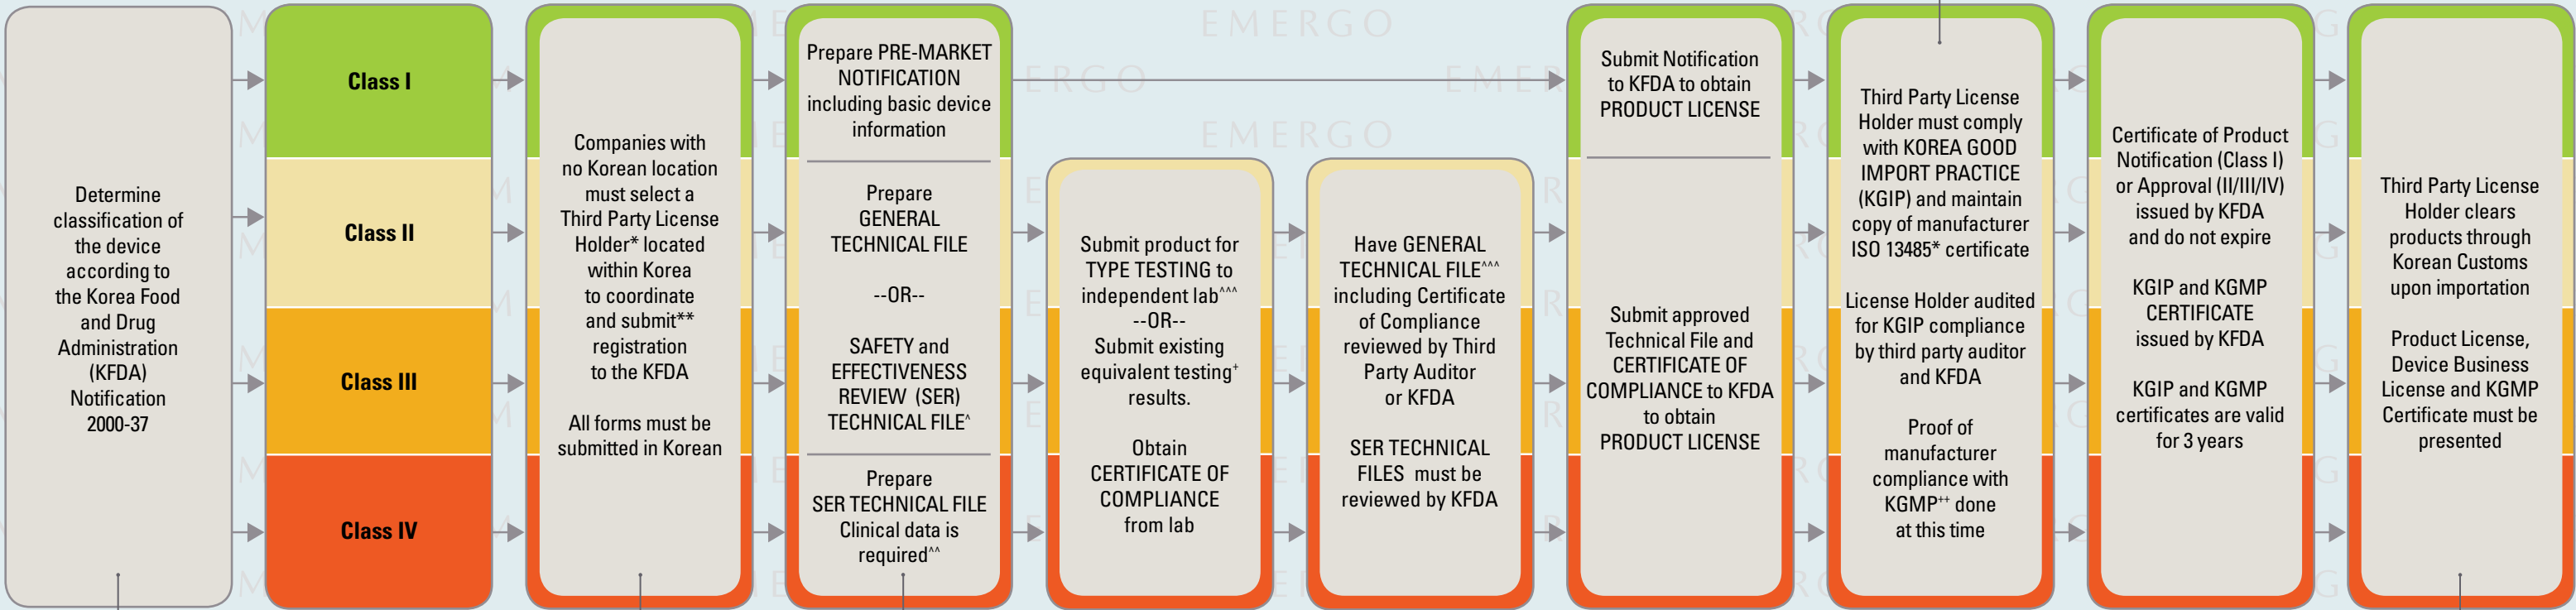 Determine
classification of
the device
according to
the Korea Food
and Drug
Administration
(KFDA)
Notification
2000-37
Class I
Class II
Class III
Class IV
Companies with
no Korean location
must select a
Third Party License
Holder* located
within Korea
to coordinate
and submit**
registration
to the KFDA
All forms must be
submitted in Korean
Prepare PRE-MARKET
NOTIFICATION
including basic device
information
Prepare
GENERAL
TECHNICAL FILE
--OR--
SAFETY and
EFFECTIVENESS
REVIEW (SER)
TECHNICAL FILE^
Prepare
SER TECHNICAL FILE
Clinical data is
required^^
Submit product for
TYPE TESTING to
independent lab^^^
--OR--
Submit existing
equivalent testing+
results.
Obtain
CERTIFICATE OF
COMPLIANCE
from lab
Have GENERAL
TECHNICAL FILE^^^
including Certificate
of Compliance
reviewed by Third
Party Auditor
or KFDA
SER TECHNICAL
FILES must be
reviewed by KFDA
Submit Notification
to KFDA to obtain
PRODUCT LICENSE
Submit approved
Technical File and
CERTIFICATE OF
COMPLIANCE to KFDA
to obtain
PRODUCT LICENSE
Third Party License
Holder must comply
with KOREA GOOD
IMPORT PRACTICE
(KGIP) and maintain
copy of manufacturer
ISO 13485* certificate
License Holder audited
for KGIP compliance
by third party auditor
and KFDA
Proof of
manufacturer
compliance with
KGMP++ done
at this time
Certificate of Product
Notification (Class I)
or Approval (II/III/IV)
issued by KFDA
and do not expire
KGIP and KGMP
CERTIFICATE
issued by KFDA
KGIP and KGMP
certificates are valid
for 3 years
Third Party License
Holder clears
products through
Korean Customs
upon importation
Product License,
Device Business
License and KGMP
Certificate must be
presented
EMERGO
EMERGO
EMERGO